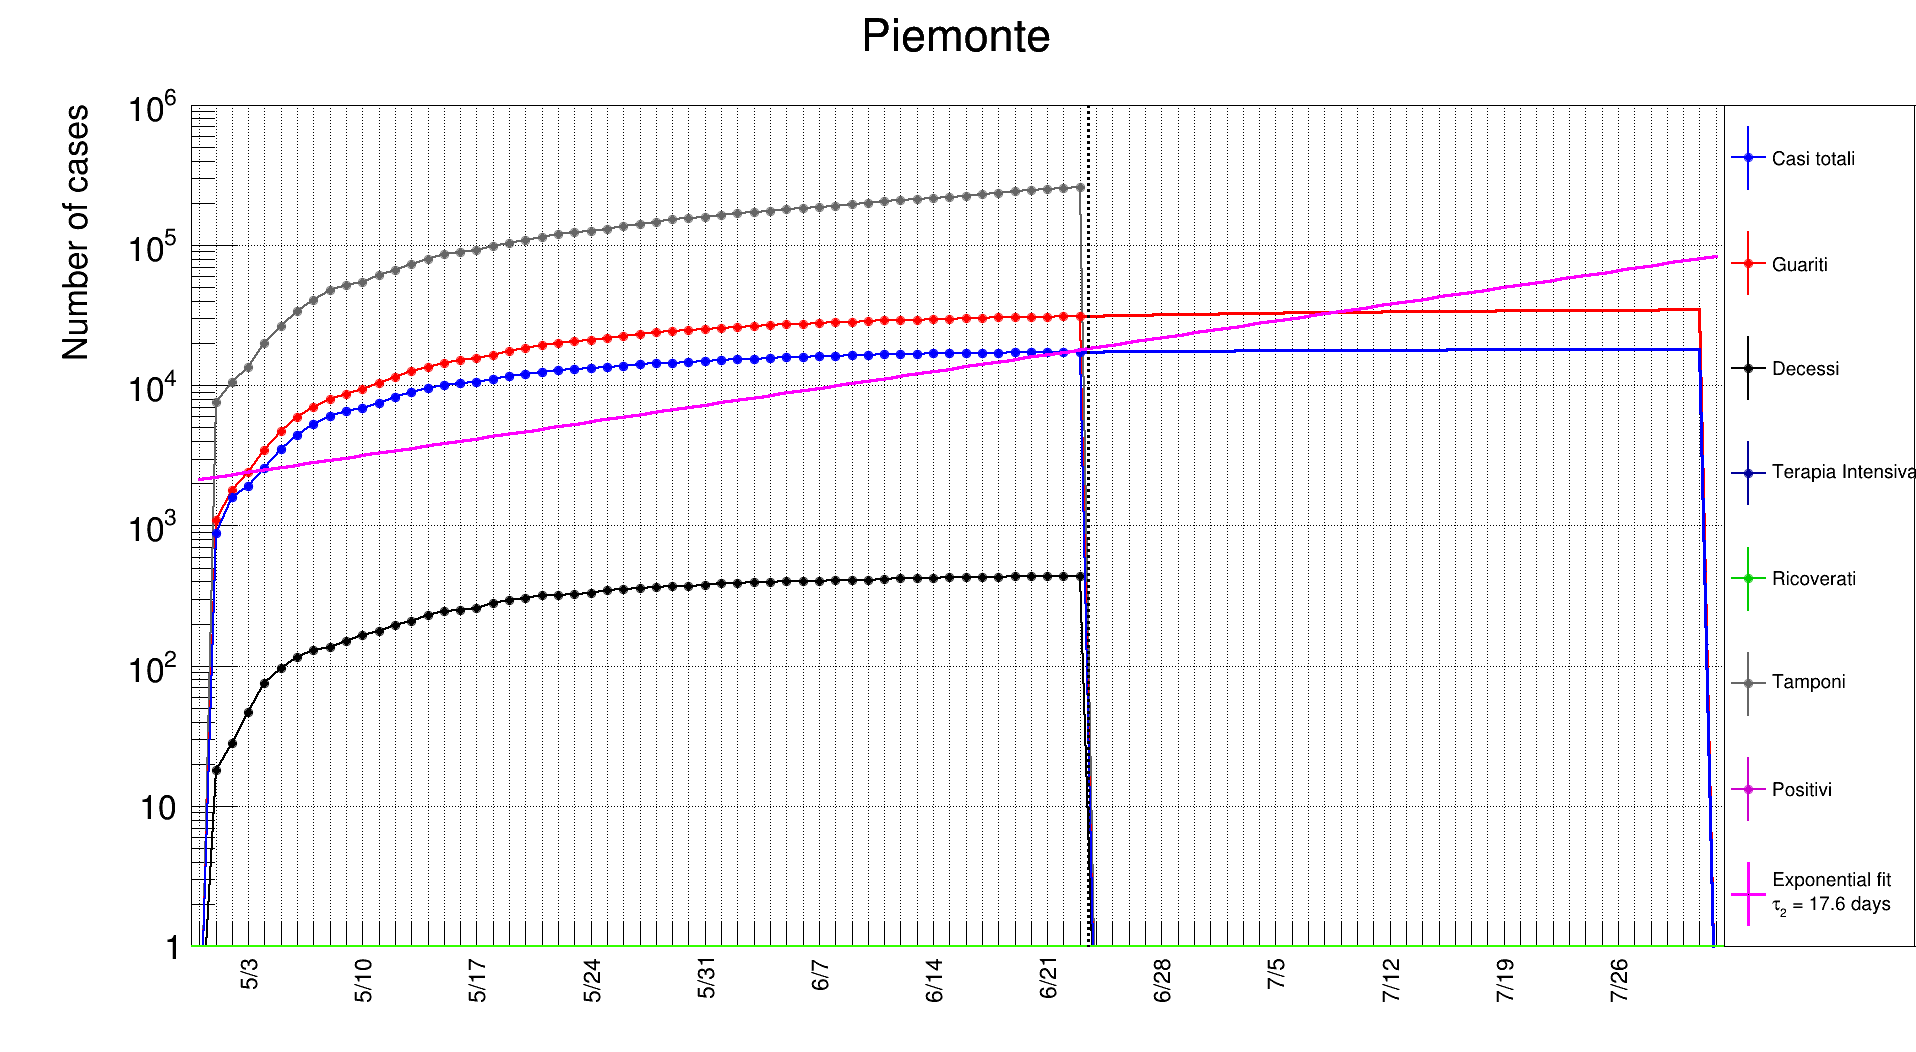 Piemonte
Number of cases
10^6
10^5
10^4
10^3
10^2
10
1
5/3
5/10
5/17
5/24
5/31
6/7
6/14
6/21
6/28
7/5
7/12
7/19
7/26
Casi totali
Guariti
Decessi
Terapia Intensiva
Ricoverati
Tamponi
Positivi
Exponential fit
τ₂ = 17.6 days